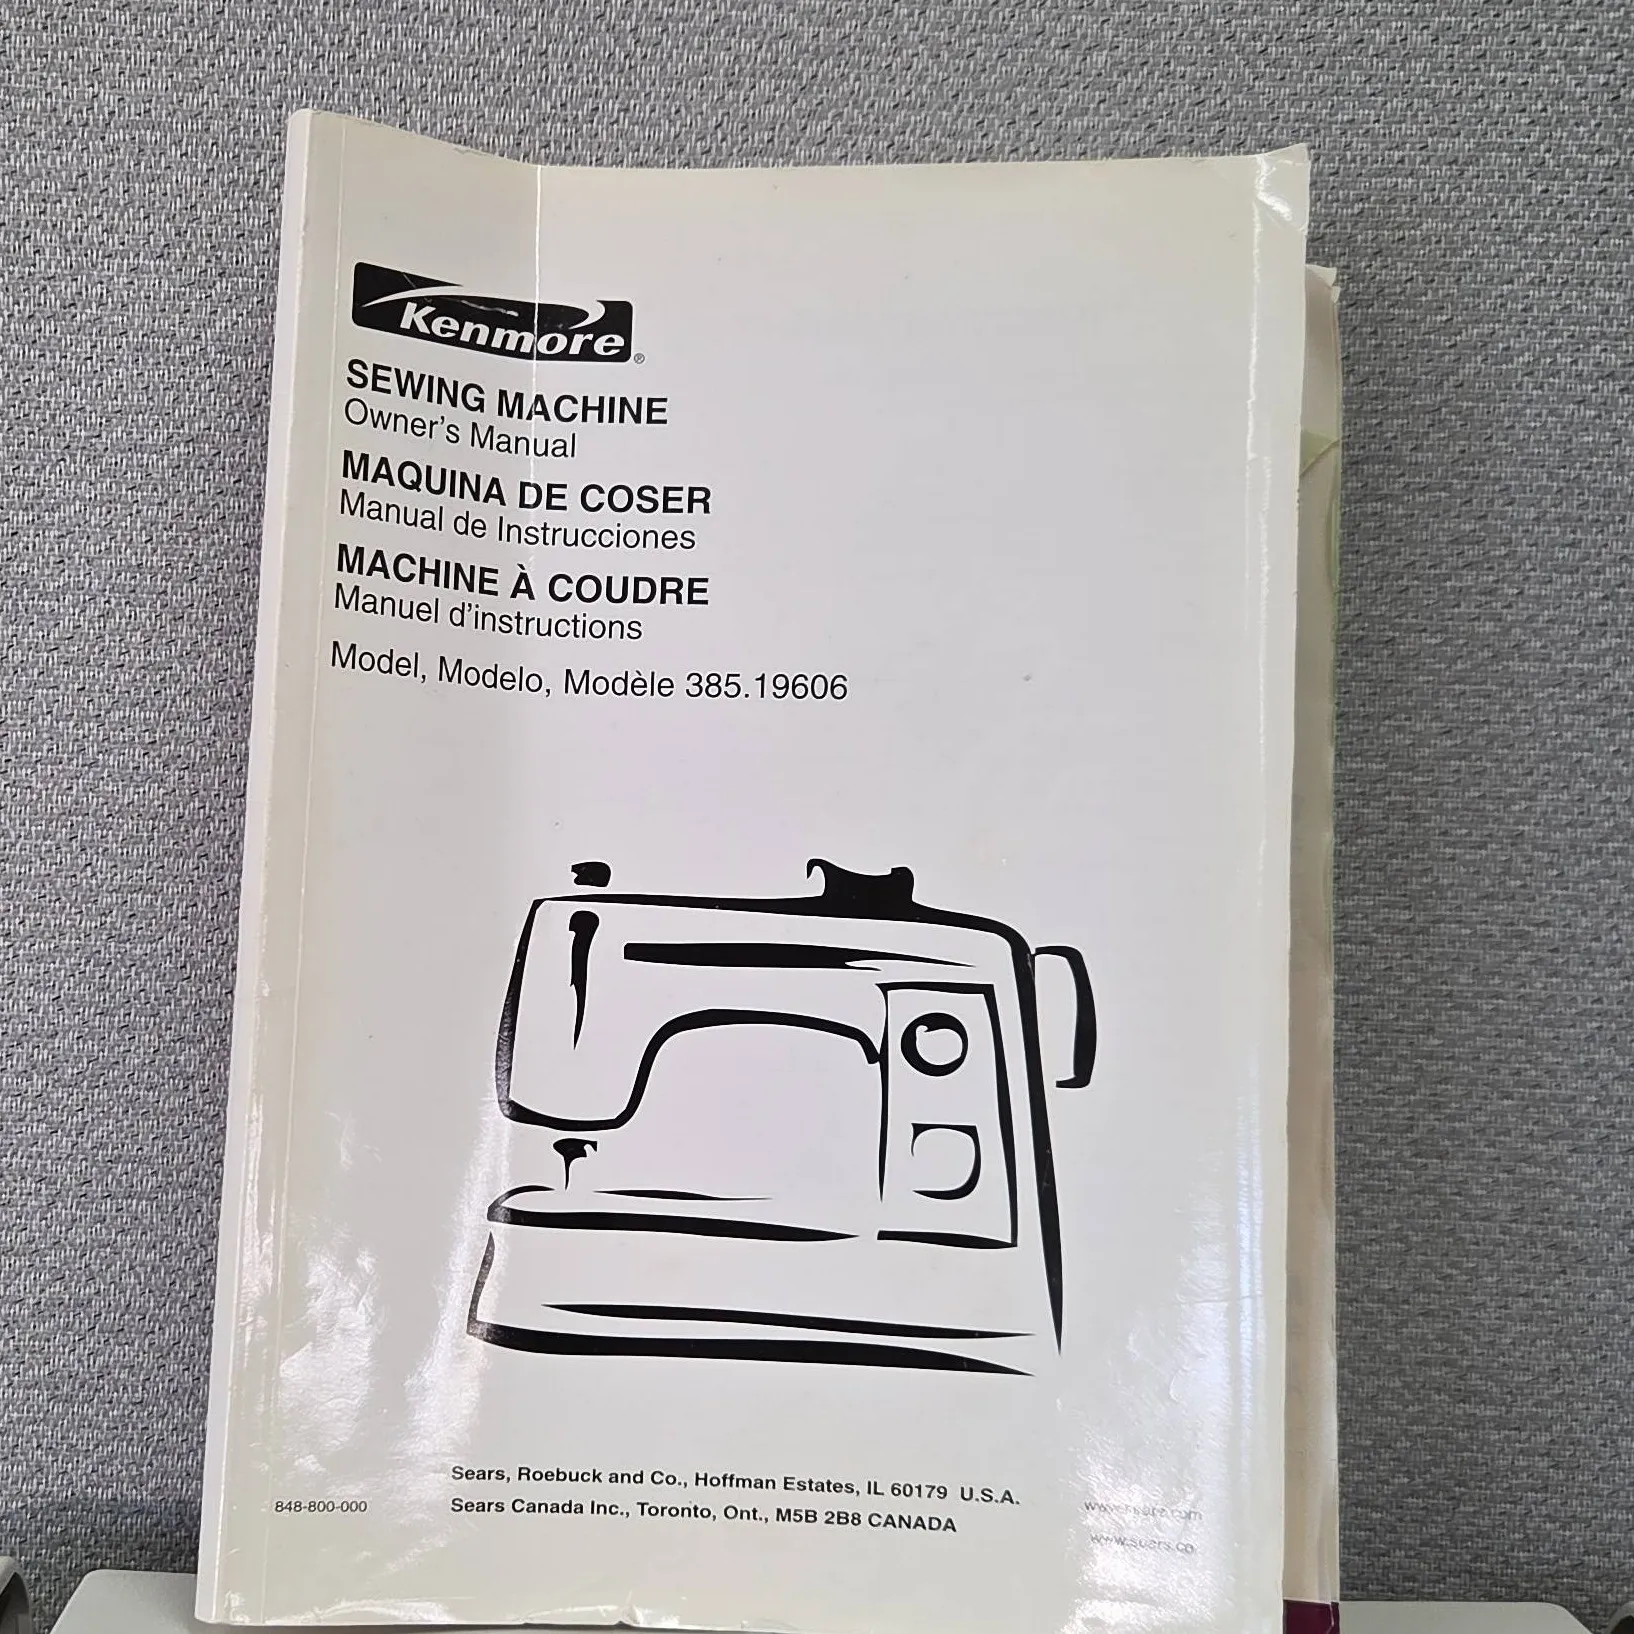 Kenmore®
SEWING MACHINE
Owner's Manual
MAQUINA DE COSER
Manual de Instrucciones
MACHINE À COUDRE
Manuel d'instructions
Model, Modelo, Modèle 385.19606
Sears, Roebuck and Co., Hoffman Estates, IL 60179 U.S.A.
848-800-000
Sears Canada Inc., Toronto, Ont., M5B 2B8 CANADA